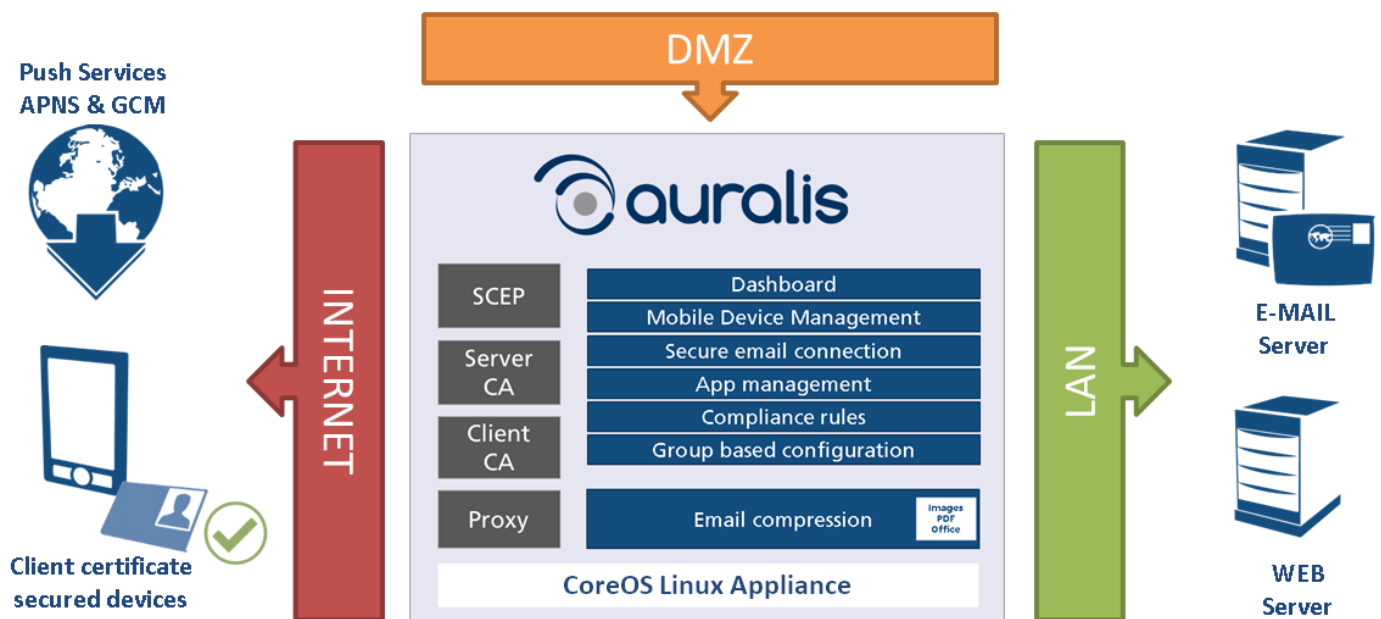 DMZ
Push Services
APNS & GCM
INTERNET
Client certificate
secured devices
auralis
SCEP
Server
CA
Client
CA
Proxy
Dashboard
Mobile Device Management
Secure email connection
App management
Compliance rules
Group based configuration
Email compression
Images
PDF
Office
CoreOS Linux Appliance
LAN
E-MAIL
Server
WEB
Server